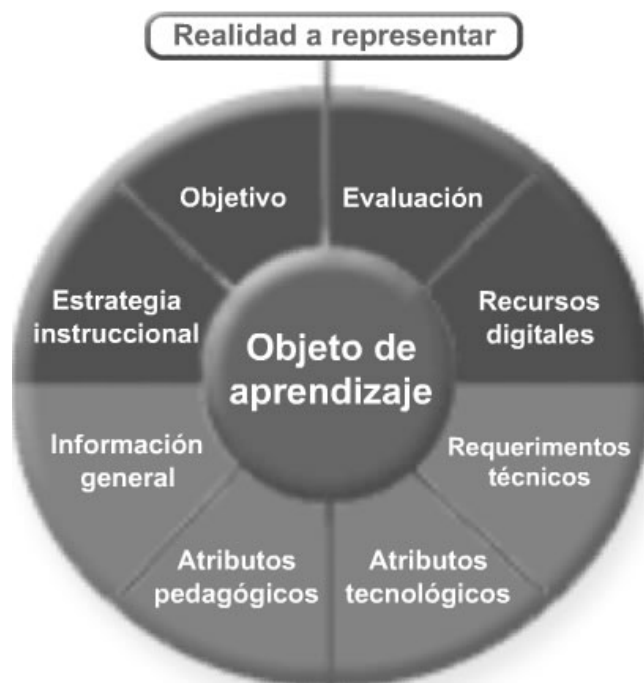 Realidad a representar
Objetivo
Evaluación
Estrategia
instruccional
Recursos
digitales
Objeto de
aprendizaje
Información
general
Requerimentos
técnicos
Atributos
pedagógicos
Atributos
tecnológicos